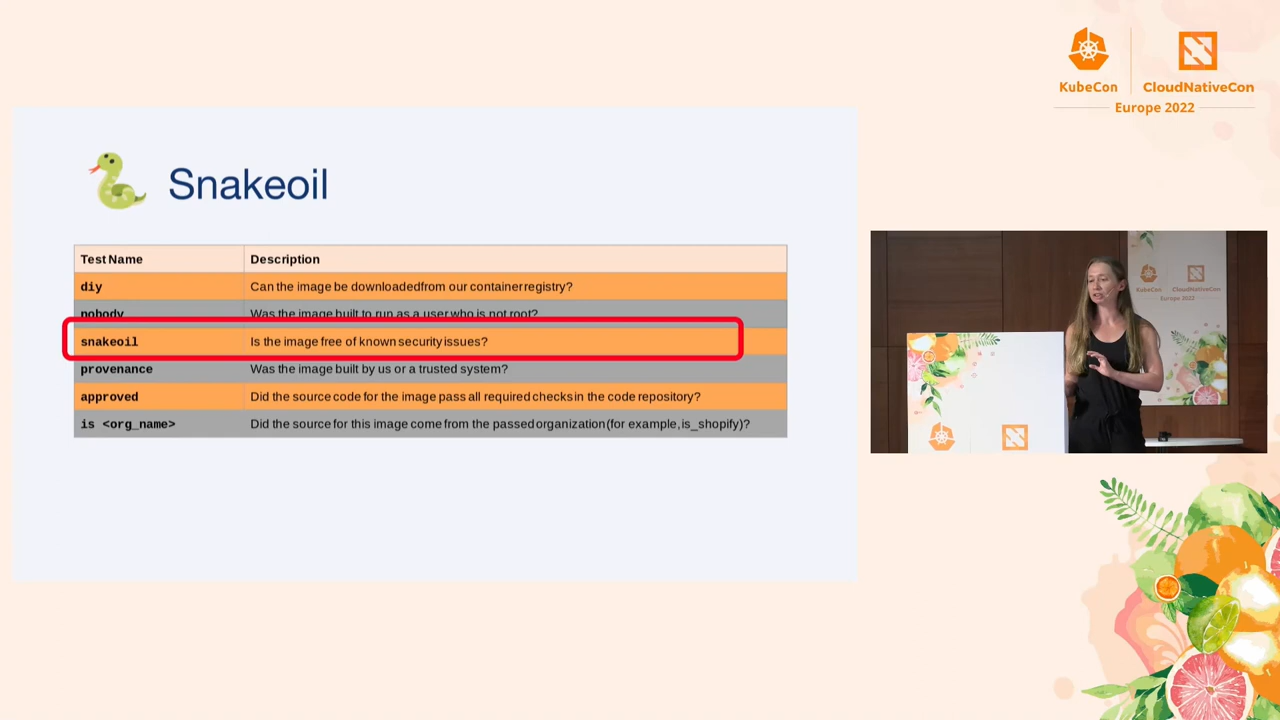 KubeCon
CloudNativeCon
Europe 2022
Snakeoil
Test Name Description
diy Can the image be downloadedfrom our containerregistry?
nobody Was the image built to run as a user who is not root?
snakeoil Is the image free of known security issues?
provenance Was the image built by us or a trusted system?
approved Did the source code for the image pass all required checks in the code repository?
is <org_name> Did the source for this image come from the passed organization (for example, is_shopify)?
KubeCon CloudNativeCon
Europe 2022